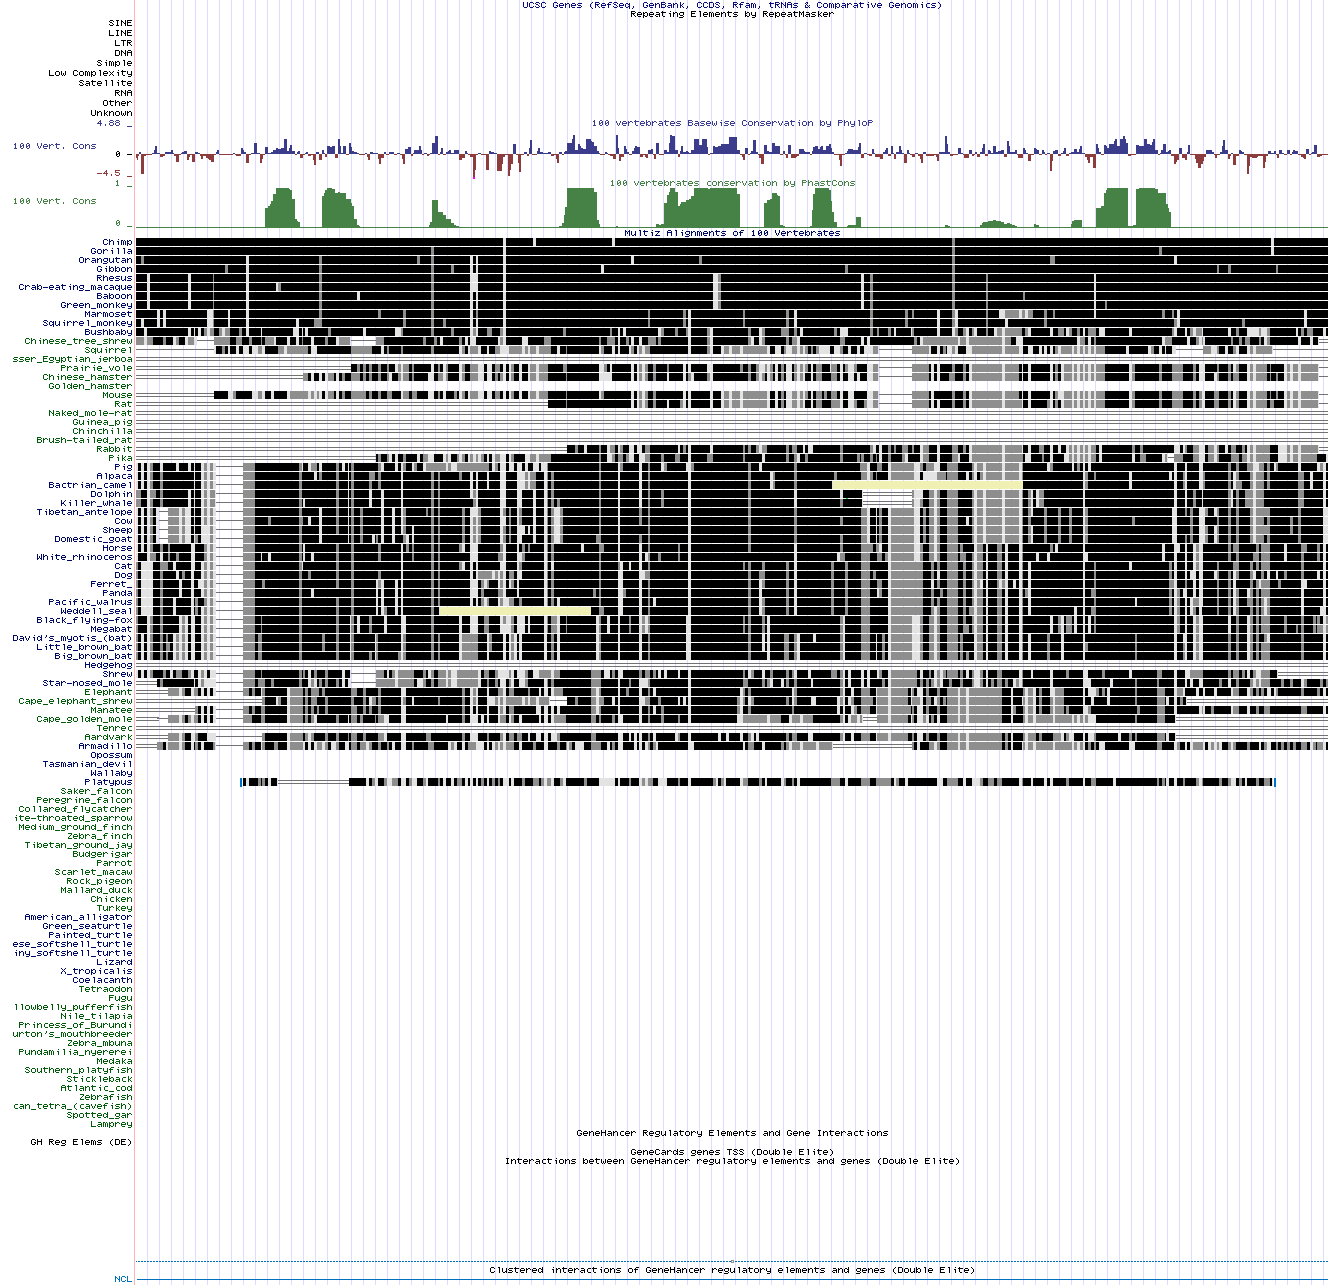 UCSC Genes (RefSeq, GenBank, CCDS, Rfam, tRNAs & Comparative Genomics)
Repeating Elements by RepeatMasker
SINE
LINE
LTR
DNA
Simple
Low Complexity
Satellite
RNA
Other
Unknown
4.88 _ 100 vertebrates Basewise Conservation by PhyloP
100 Vert. Cons
0 -
-4.5 _
1 _ 100 vertebrates conservation by PhastCons
100 Vert. Cons
0 _
Multiz Alignments of 100 Vertebrates
Chimp
Gorilla
Orangutan
Gibbon
Rhesus
Crab-eating_macaque
Baboon
Green_monkey
Marmoset
Squirrel_monkey
Bushbaby
Chinese_tree_shrew
Squirrel
sser_Egyptian_jerboa
Prairie_vole
Chinese_hamster
Golden_hamster
Mouse
Rat
Naked_mole-rat
Guinea_pig
Chinchilla
Brush-tailed_rat
Rabbit
Pika
Pig
Alpaca
Bactrian_camel
Dolphin
Killer_whale
Tibetan_antelope
Cow
Sheep
Domestic_goat
Horse
White_rhinoceros
Cat
Dog
Ferret_
Panda
Pacific_walrus
Weddell_seal
Black_flying-fox
Megabat
David's_myotis_(bat)
Little_brown_bat
Big_brown_bat
Hedgehog
Shrew
Star-nosed_mole
Elephant
Cape_elephant_shrew
Manatee
Cape_golden_mole
Tenrec
Aardvark
Armadillo
Opossum
Tasmanian_devil
Wallaby
Platypus
Saker_falcon
Peregrine_falcon
Collared_flycatcher
ite-throated_sparrow
Medium_ground_finch
Zebra_finch
Tibetan_ground_jay
Budgerigar
Parrot
Scarlet_macaw
Rock_pigeon
Mallard_duck
Chicken
Turkey
American_alligator
Green_seaturtle
Painted_turtle
ese_softshell_turtle
iny_softshell_turtle
Lizard
X_tropicalis
Coelacanth
Tetraodon
Fugu
llowbelly_pufferfish
Nile_tilapia
Princess_of_Burundi
urton's_mouthbreeder
Zebra_mbuna
Pundamilia_nyererei
Medaka
Southern_platyfish
Stickleback
Atlantic_cod
Zebrafish
can_tetra_(cavefish)
Spotted_gar
Lamprey
GeneHancer Regulatory Elements and Gene Interactions
GH Reg Elems (DE)
GeneCards genes TSS (Double Elite)
Interactions between GeneHancer regulatory elements and genes (Double Elite)
Clustered interactions of GeneHancer regulatory elements and genes (Double Elite)
NCL